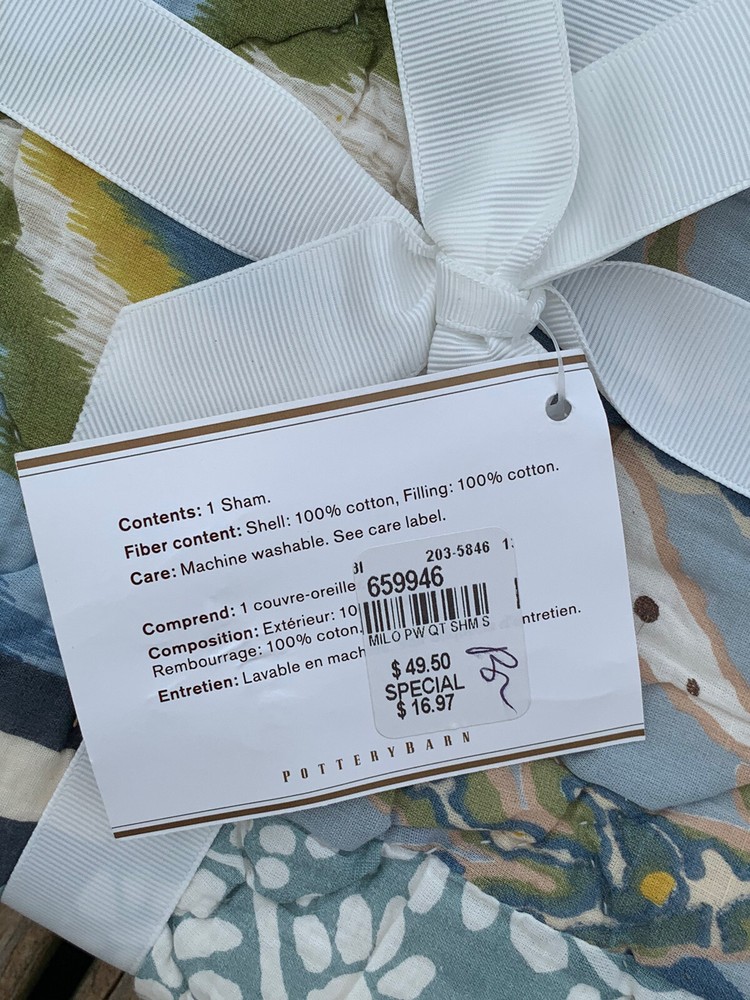 Contents: 1 Sham.
Fiber content: Shell: 100% cotton, Filling: 100% cotton.
Care: Machine washable. See care label.
Comprend: 1 couvre-oreille
Composition: Extérieur: 10
Rembourrage: 100% coton. ntretien.
Entretien: Lavable en mach
203-5846
659946
MILO PW QT SHM S
$ 49.50
SPECIAL
$ 16.97
POTTERYBARN